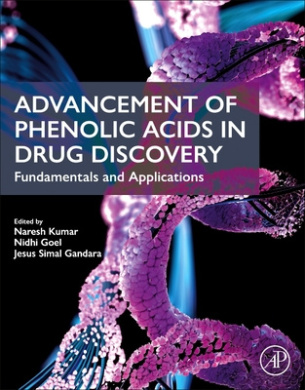 ADVANCEMENT OF
PHENOLIC ACIDS IN
DRUG DISCOVERY
Fundamentals and Applications
Edited by
Naresh Kumar
Nidhi Goel
Jesus Simal Gandara
AP